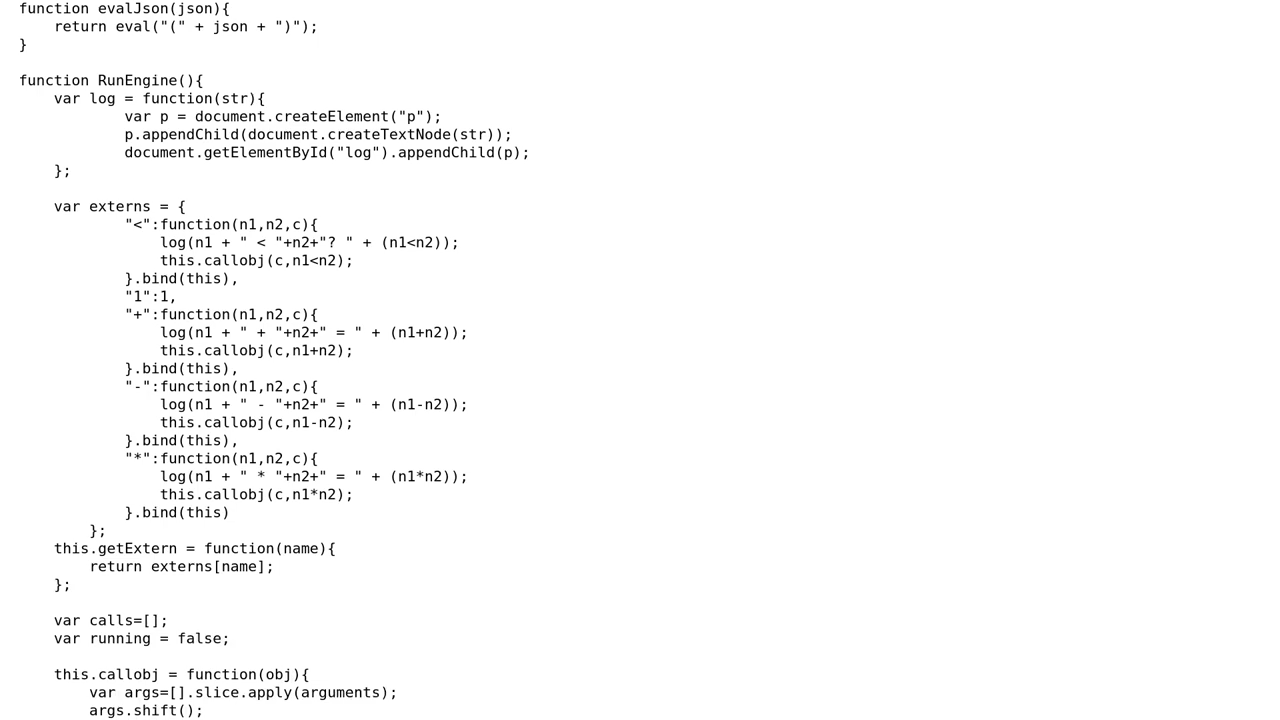 function evalJson(json){
    return eval("(" + json + ")");
}

function RunEngine(){
    var log = function(str){
            var p = document.createElement("p");
            p.appendChild(document.createTextNode(str));
            document.getElementById("log").appendChild(p);
    };

    var externs = {
            "<":function(n1,n2,c){
                log(n1 + " < "+n2+"? " + (n1<n2));
                this.callobj(c,n1<n2);
            }.bind(this),
            "1":1,
            "+":function(n1,n2,c){
                log(n1 + " + "+n2+" = " + (n1+n2));
                this.callobj(c,n1+n2);
            }.bind(this),
            "-":function(n1,n2,c){
                log(n1 + " - "+n2+" = " + (n1-n2));
                this.callobj(c,n1-n2);
            }.bind(this),
            "*":function(n1,n2,c){
                log(n1 + " * "+n2+" = " + (n1*n2));
                this.callobj(c,n1*n2);
            }.bind(this)
        };
    this.getExtern = function(name){
        return externs[name];
    };

    var calls=[];
    var running = false;

    this.callobj = function(obj){
        var args=[].slice.apply(arguments);
        args.shift();